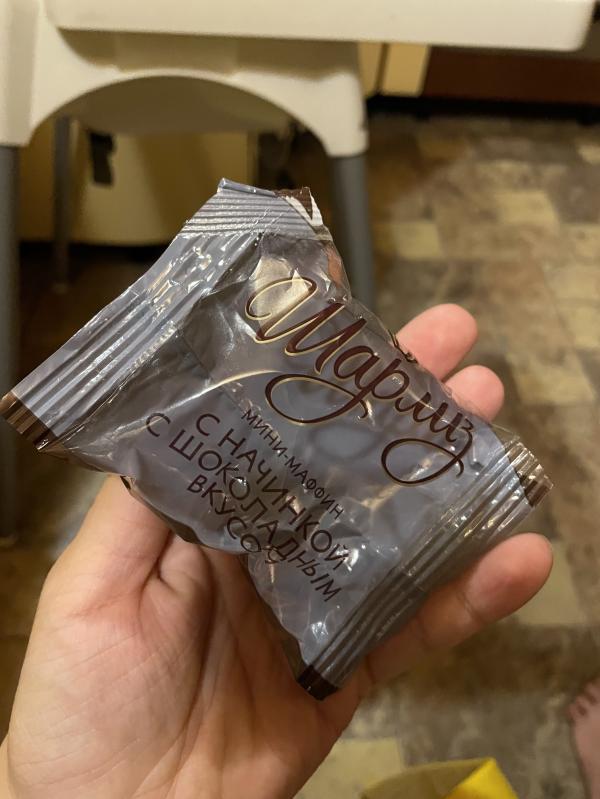 Шармиз
МИНИ-МАФФИН
С НАЧИНКОЙ
С ШОКОЛАДНЫМ
ВКУСОМ